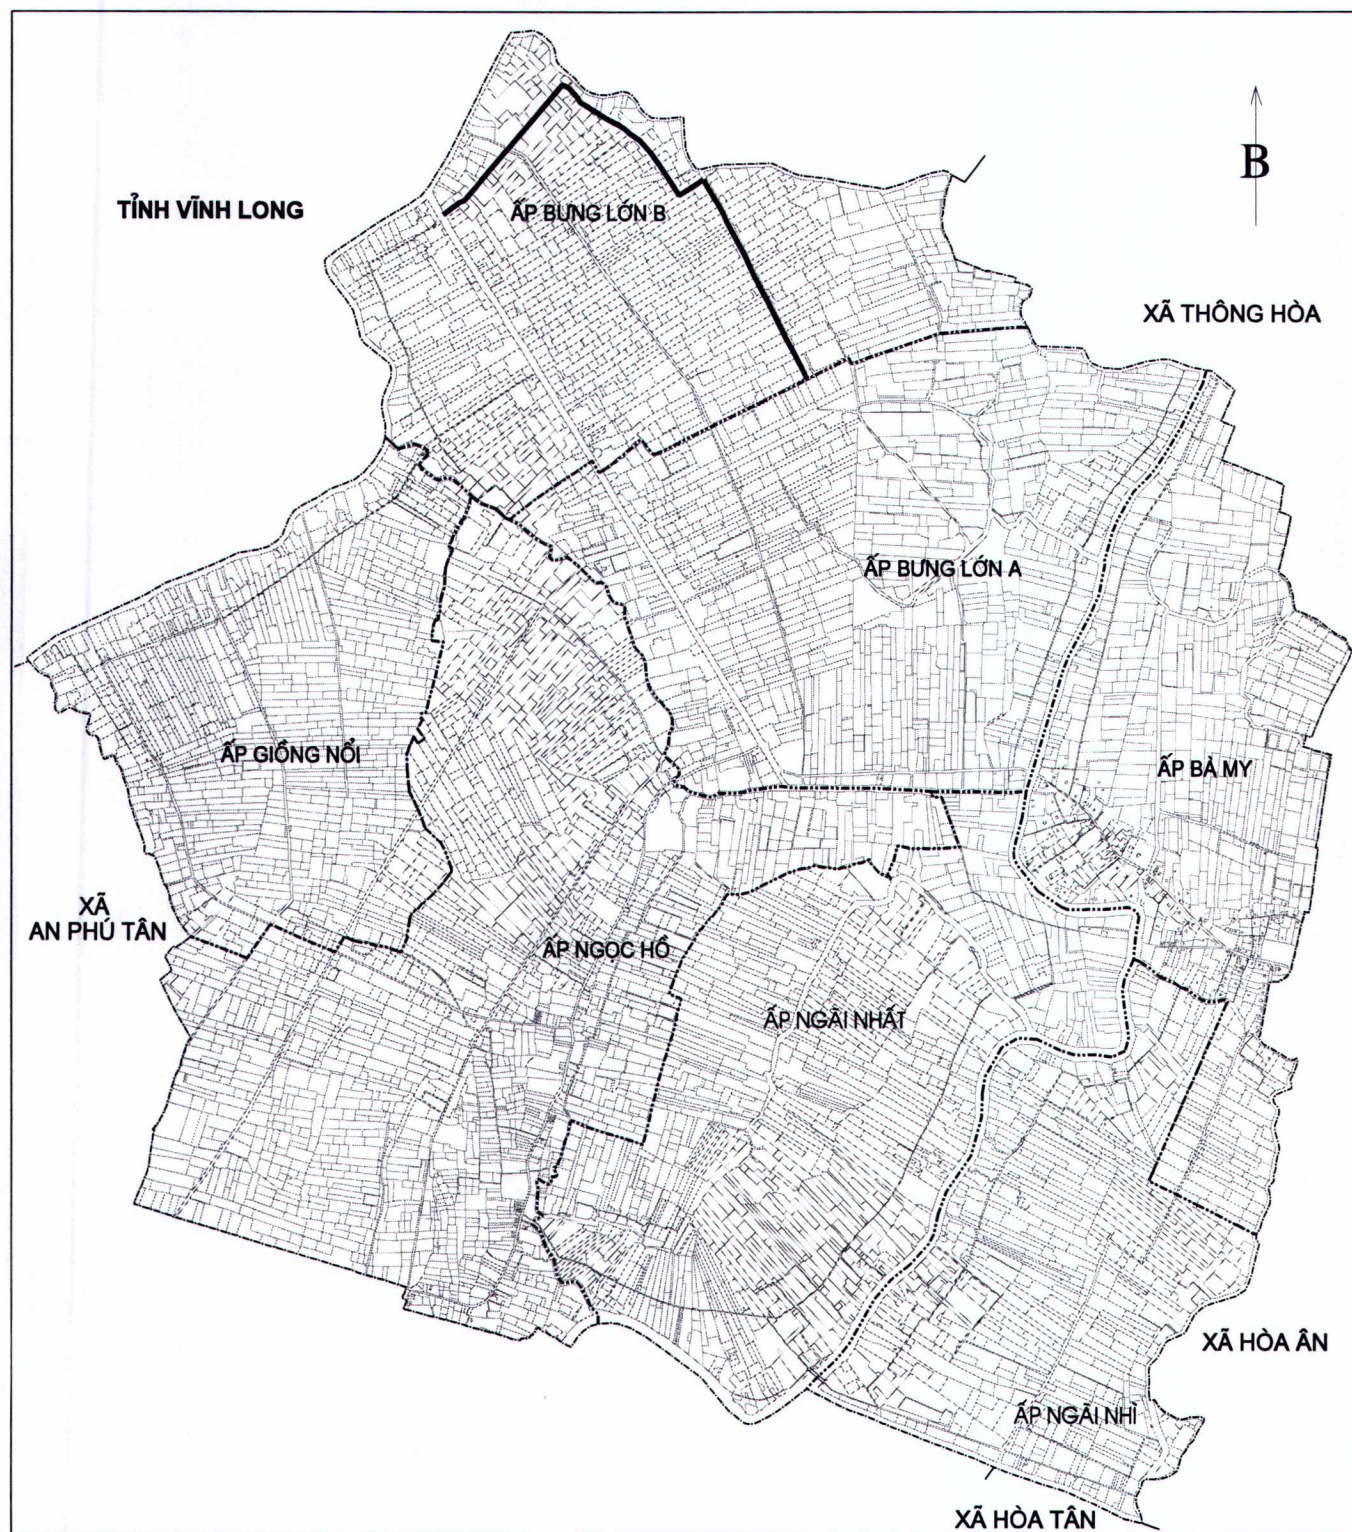 B
TỈNH VĨNH LONG
ẤP BƯNG LỚN B
XÃ THÔNG HÒA
ẤP BƯNG LỚN A
ẤP GIỒNG NỔI
ẤP BÀ MY
XÃ
AN PHÚ TÂN
ẤP NGỌC HỒ
ẤP NGÃI NHẤT
XÃ HÒA ÂN
ẤP NGÃI NHÌ
XÃ HÒA TÂN